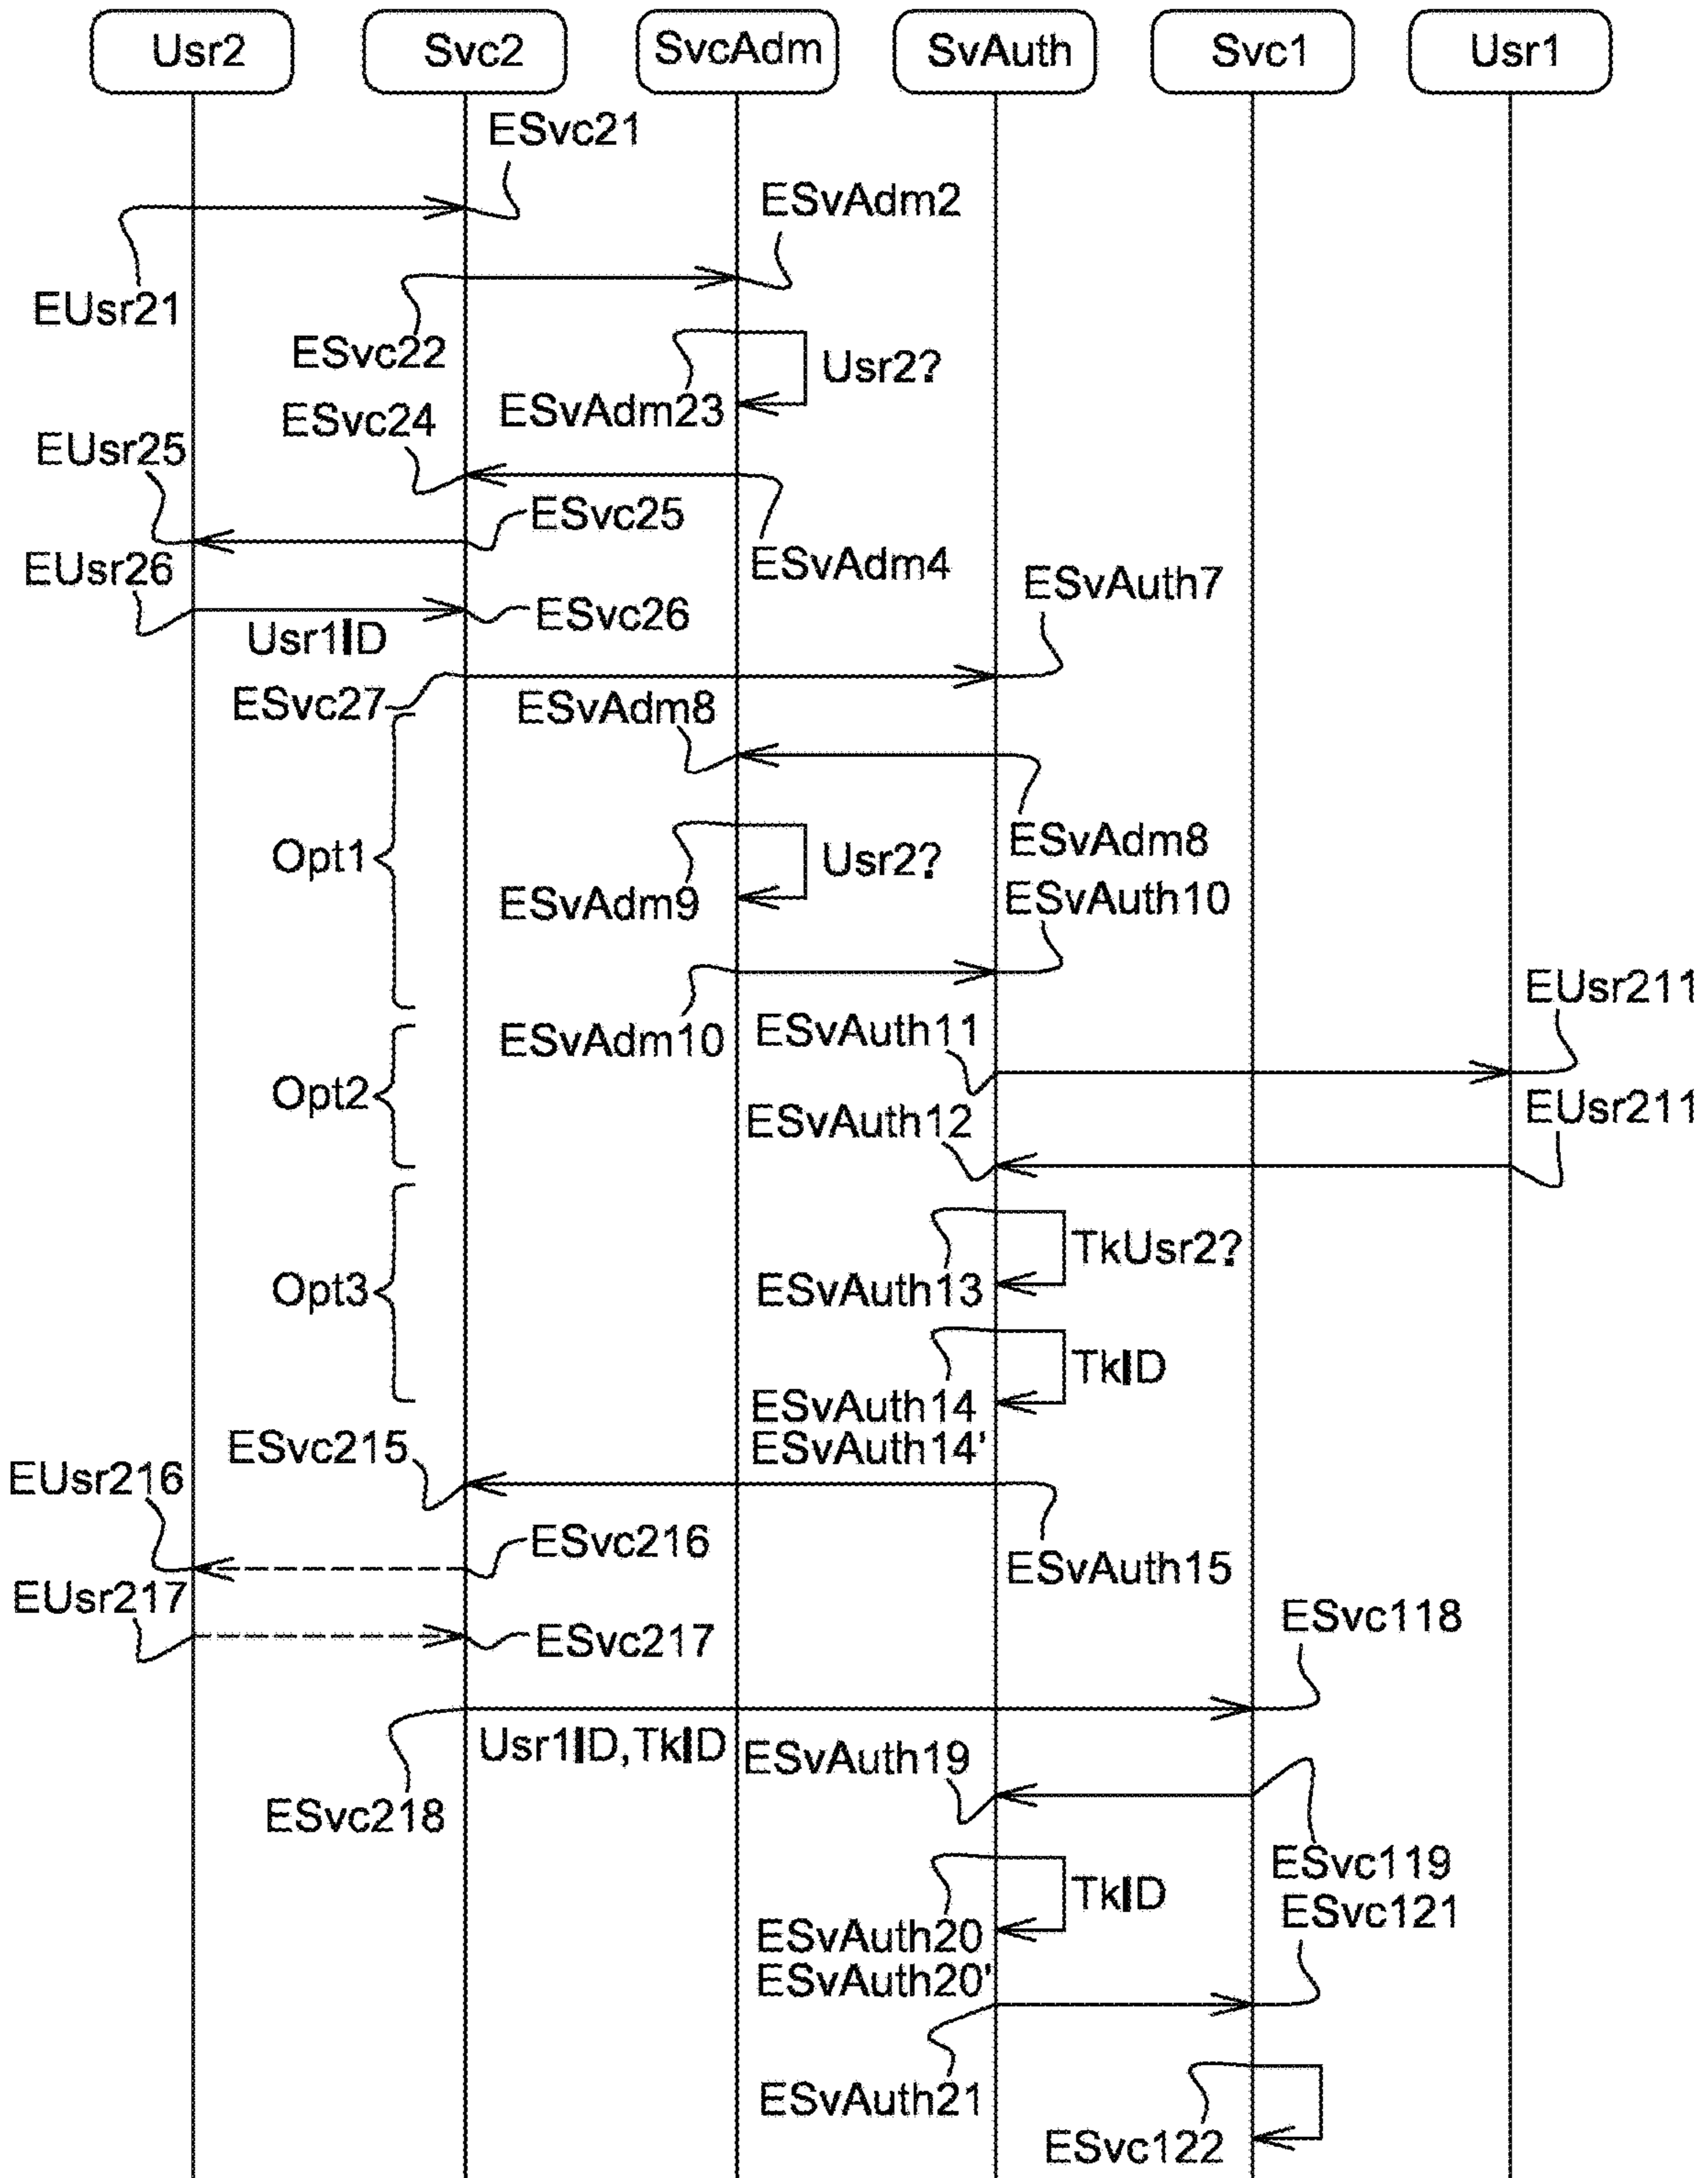 Usr2
Svc2
SvcAdm
SvAuth
Svc1
Usr1
ESvc21
ESvAdm2
EUsr21
ESvc22
Usr2?
ESvAdm23
ESvc24
EUsr25
ESvc25
ESvAdm4
EUsr26
ESvc26
ESvAuth7
Usr1ID
ESvc27
ESvAdm8
ESvAdm8
Opt1
Usr2?
ESvAdm9
ESvAuth10
EUsr211
ESvAdm10
ESvAuth11
Opt2
ESvAuth12
EUsr211
TkUsr2?
Opt3
ESvAuth13
TkID
ESvAuth14
ESvAuth14'
ESvc215
EUsr216
ESvc216
ESvAuth15
EUsr217
ESvc217
ESvc118
Usr1ID,TkID
ESvAuth19
ESvc218
ESvc119
TkID
ESvc121
ESvAuth20
ESvAuth20'
ESvAuth21
ESvc122